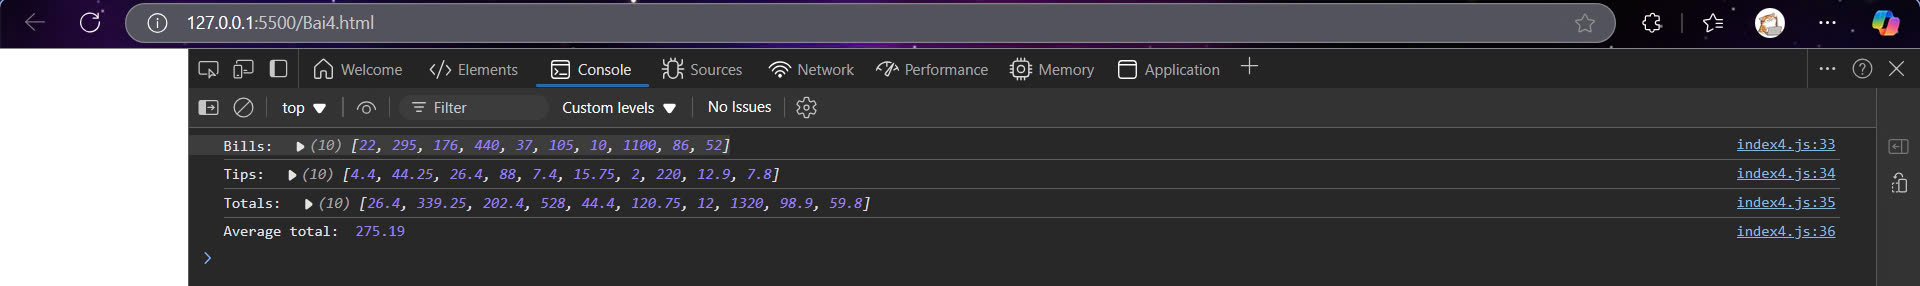 127.0.0.1:5500/Bai4.html
Welcome Elements Console Sources Network Performance Memory Application
top Filter Custom levels No Issues
Bills: (10) [22, 295, 176, 440, 37, 105, 10, 1100, 86, 52] index4.js:33
Tips: (10) [4.4, 44.25, 26.4, 88, 7.4, 15.75, 2, 220, 12.9, 7.8] index4.js:34
Totals: (10) [26.4, 339.25, 202.4, 528, 44.4, 120.75, 12, 1320, 98.9, 59.8] index4.js:35
Average total: 275.19 index4.js:36